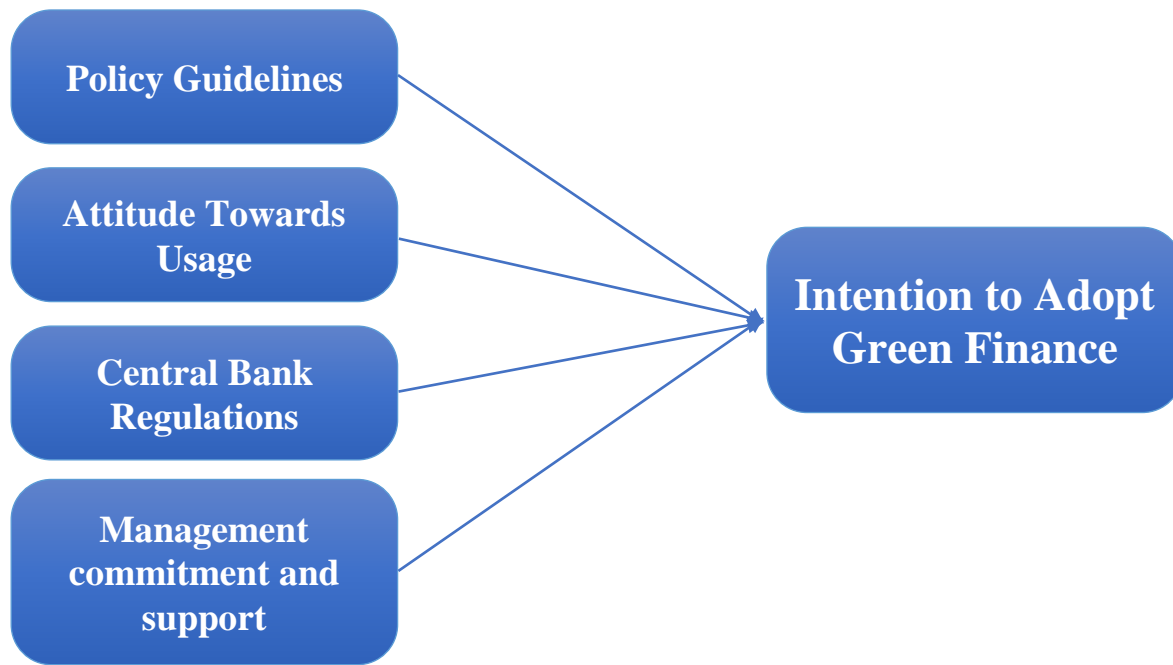 Policy Guidelines
Attitude Towards
Usage
Central Bank
Regulations
Management
commitment and
support
Intention to Adopt
Green Finance